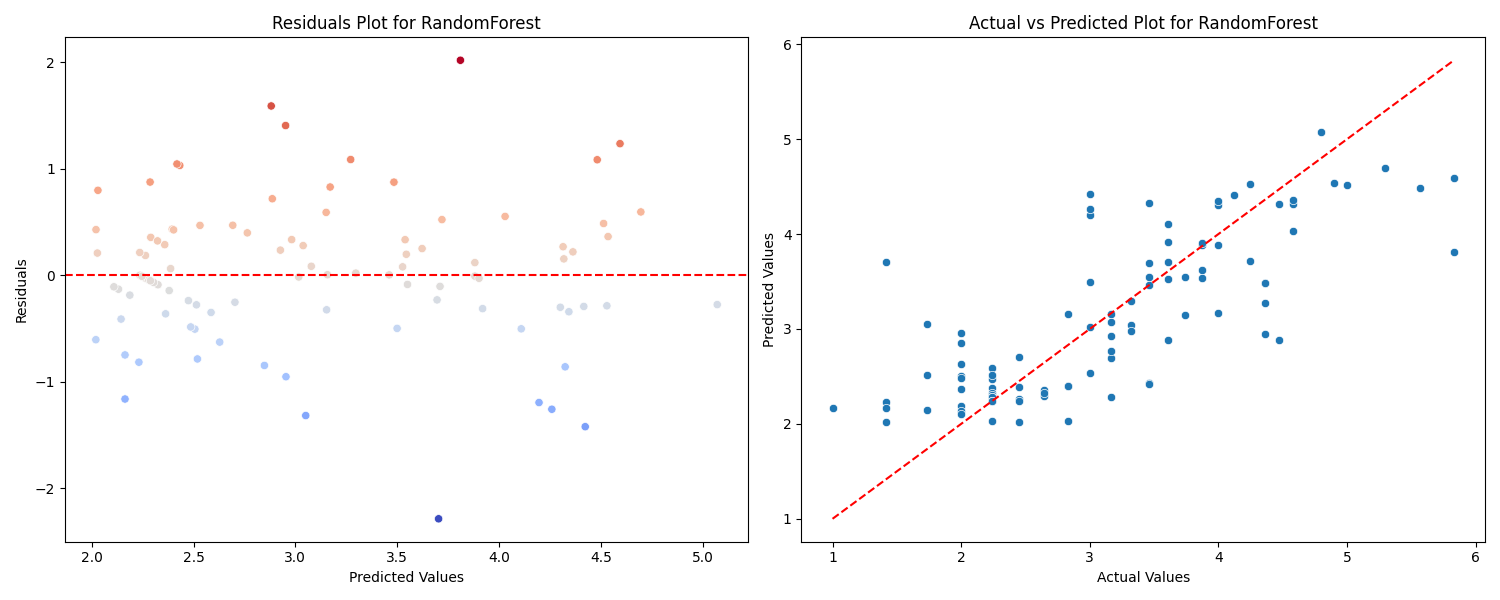 Residuals Plot for RandomForest
Residuals
2
1
0
−1
−2
2.0 2.5 3.0 3.5 4.0 4.5 5.0
Predicted Values
Actual vs Predicted Plot for RandomForest
Predicted Values
6
5
4
3
2
1
1 2 3 4 5 6
Actual Values